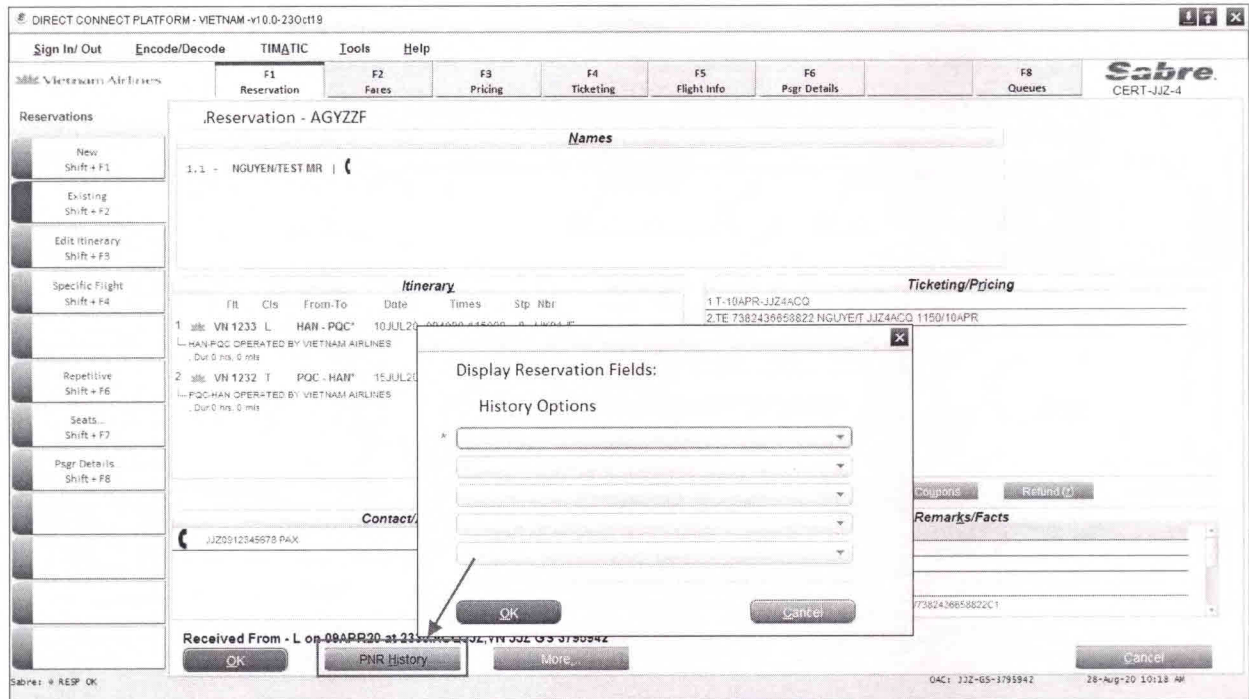 DIRECT CONNECT PLATFORM - VIETNAM -v10.0-23Oct19
Sign In/ Out Encode/Decode TIMATIC Tools Help
Vietnam Airlines
F1 Reservation
F2 Fares
F3 Pricing
F4 Ticketing
F5 Flight Info
F6 Psgr Details
F8 Queues
Sabre.
CERT-JJZ-4
Reservations
New
Shift + F1
Existing
Shift + F2
Edit Itinerary
Shift + F3
Specific Flight
Shift + F4
Repetitive
Shift + F6
Seats...
Shift + F7
Psgr Details
Shift + F8
Reservation - AGYZZF
Names
1.1 - NGUYEN/TEST MR |
Itinerary
Flt Cls From-To Date Times Stp Nbr
1 VN 1233 L HAN - PQC* 10JUL20
HAN-PQC OPERATED BY VIETNAM AIRLINES
. Dur 0 hrs, 0 mls
2 VN 1232 T PQC - HAN* 15JUL20
PQC-HAN OPERATED BY VIETNAM AIRLINES
. Dur 0 hrs, 0 mls
Ticketing/Pricing
1.T-10APR-JJZ4ACQ
2.TE 7382436658822 NGUYE/T JJZ4ACQ 1150/10APR
Display Reservation Fields:
History Options
*
OK
Cancel
Coupons
Refund
Contact/
JJZ0912345678 PAX
Remarks/Facts
/7382436658822C1
Received From - L on 09APR20 at
OK
PNR History...
More...
Cancel
Sabre: # RESP OK
OAC: JJZ-GS-3795942
28-Aug-20 10:18 AM